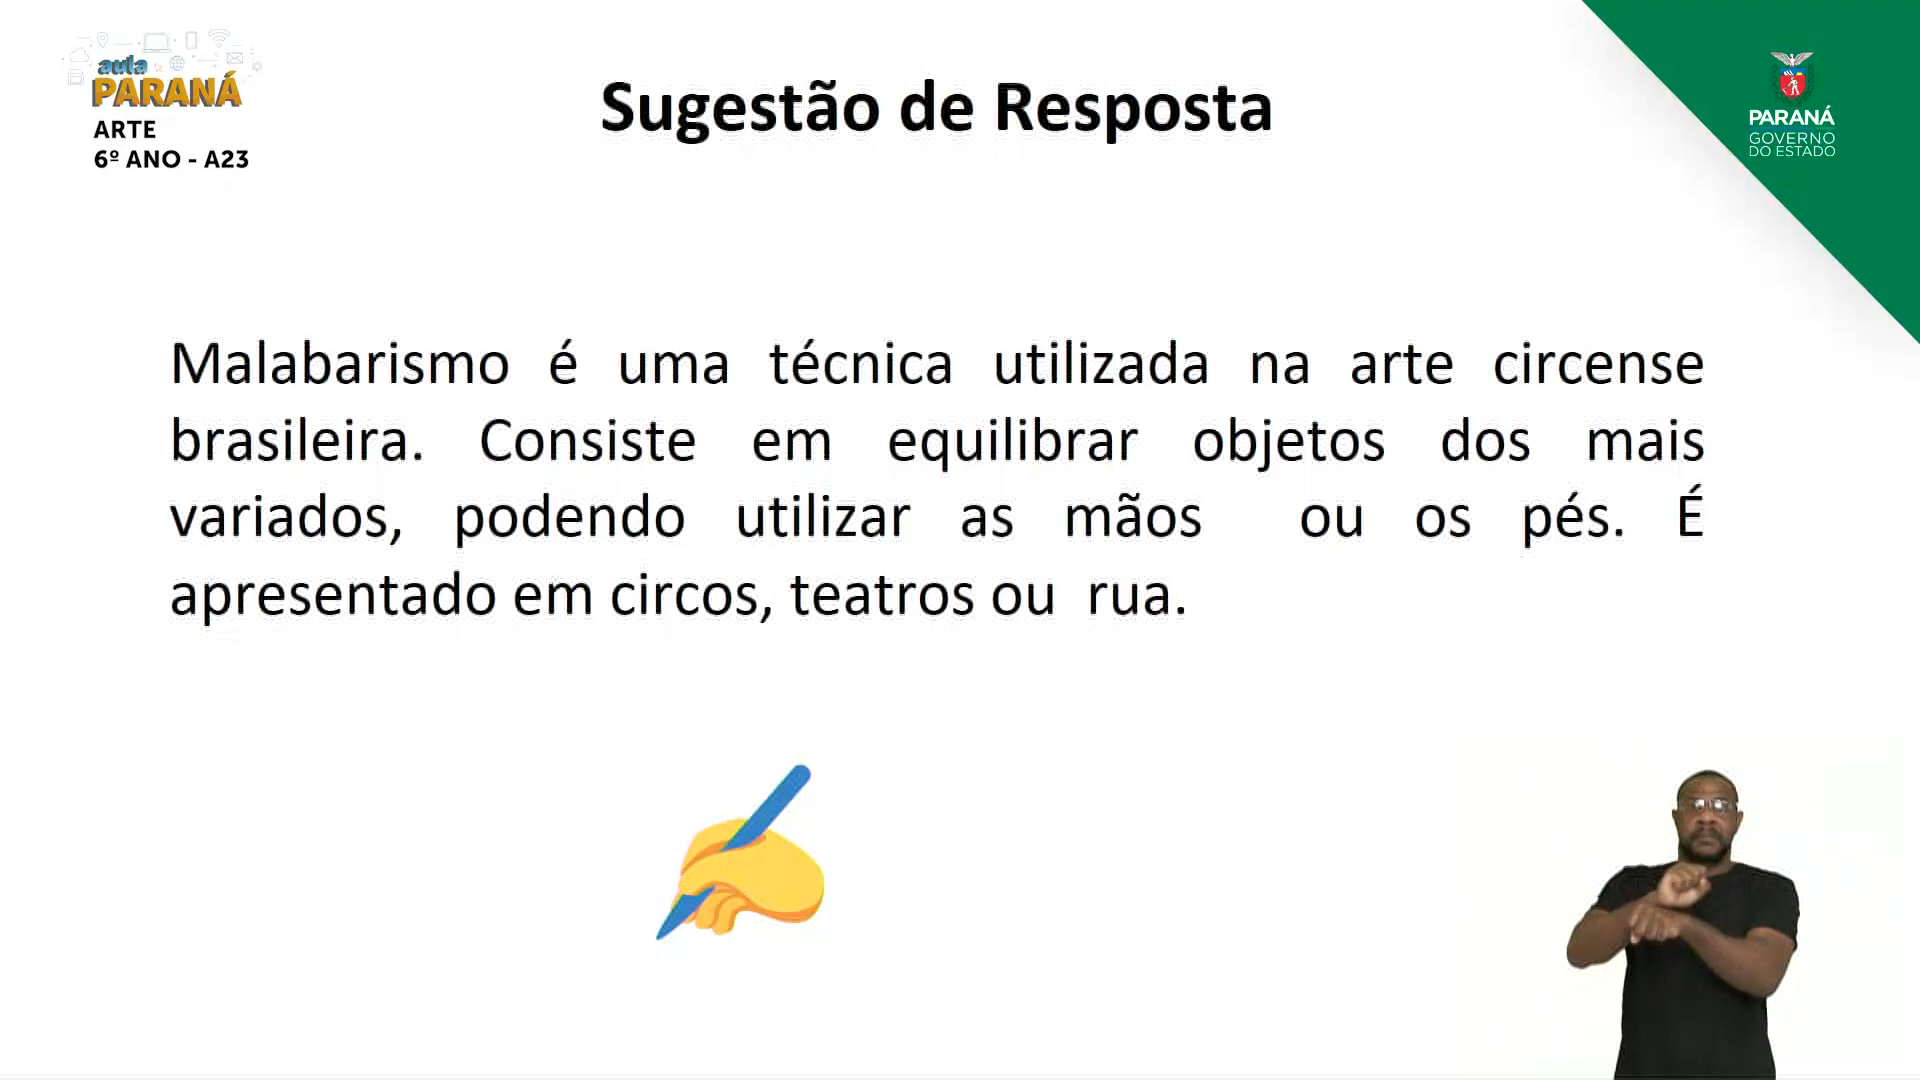 aula
PARANÁ
ARTE
6º ANO - A23
Sugestão de Resposta
PARANÁ
GOVERNO
DO ESTADO
Malabarismo é uma técnica utilizada na arte circense
brasileira. Consiste em equilibrar objetos dos mais
variados, podendo utilizar as mãos ou os pés. É
apresentado em circos, teatros ou rua.